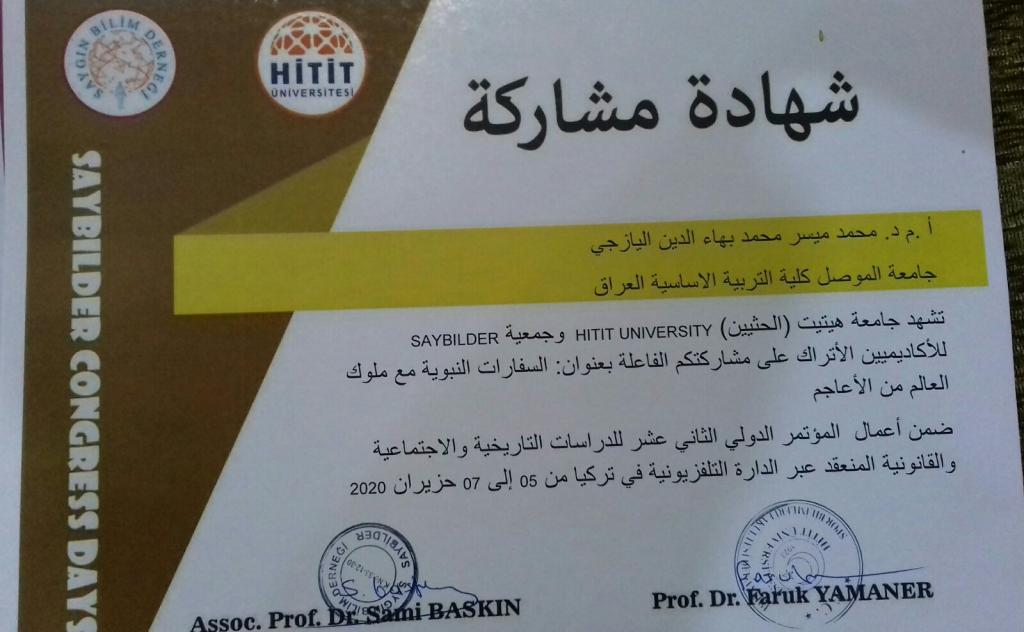 SAYGIN BİLİM DERNEĞİ
HİTİT
ÜNİVERSİTESİ
شهادة مشاركة
SAYBILDER CONGRESS DAYS
أ .م .د. محمد ميسر محمد بهاء الدين اليازجي
جامعة الموصل كلية التربية الاساسية العراق
تشهد جامعة هيتيت (الحثيين) HITIT UNIVERSITY وجمعية SAYBILDER
للأكاديميين الأتراك على مشاركتكم الفاعلة بعنوان: السفارات النبوية مع ملوك
العالم من الأعاجم
ضمن أعمال المؤتمر الدولي الثاني عشر للدراسات التاريخية والاجتماعية
والقانونية المنعقد عبر الدارة التلفزيونية في تركيا من 05 إلى 07 حزيران 2020
SAYBILDER
Assoc. Prof. Dr. Sami BASKIN
Prof. Dr. Faruk YAMANER